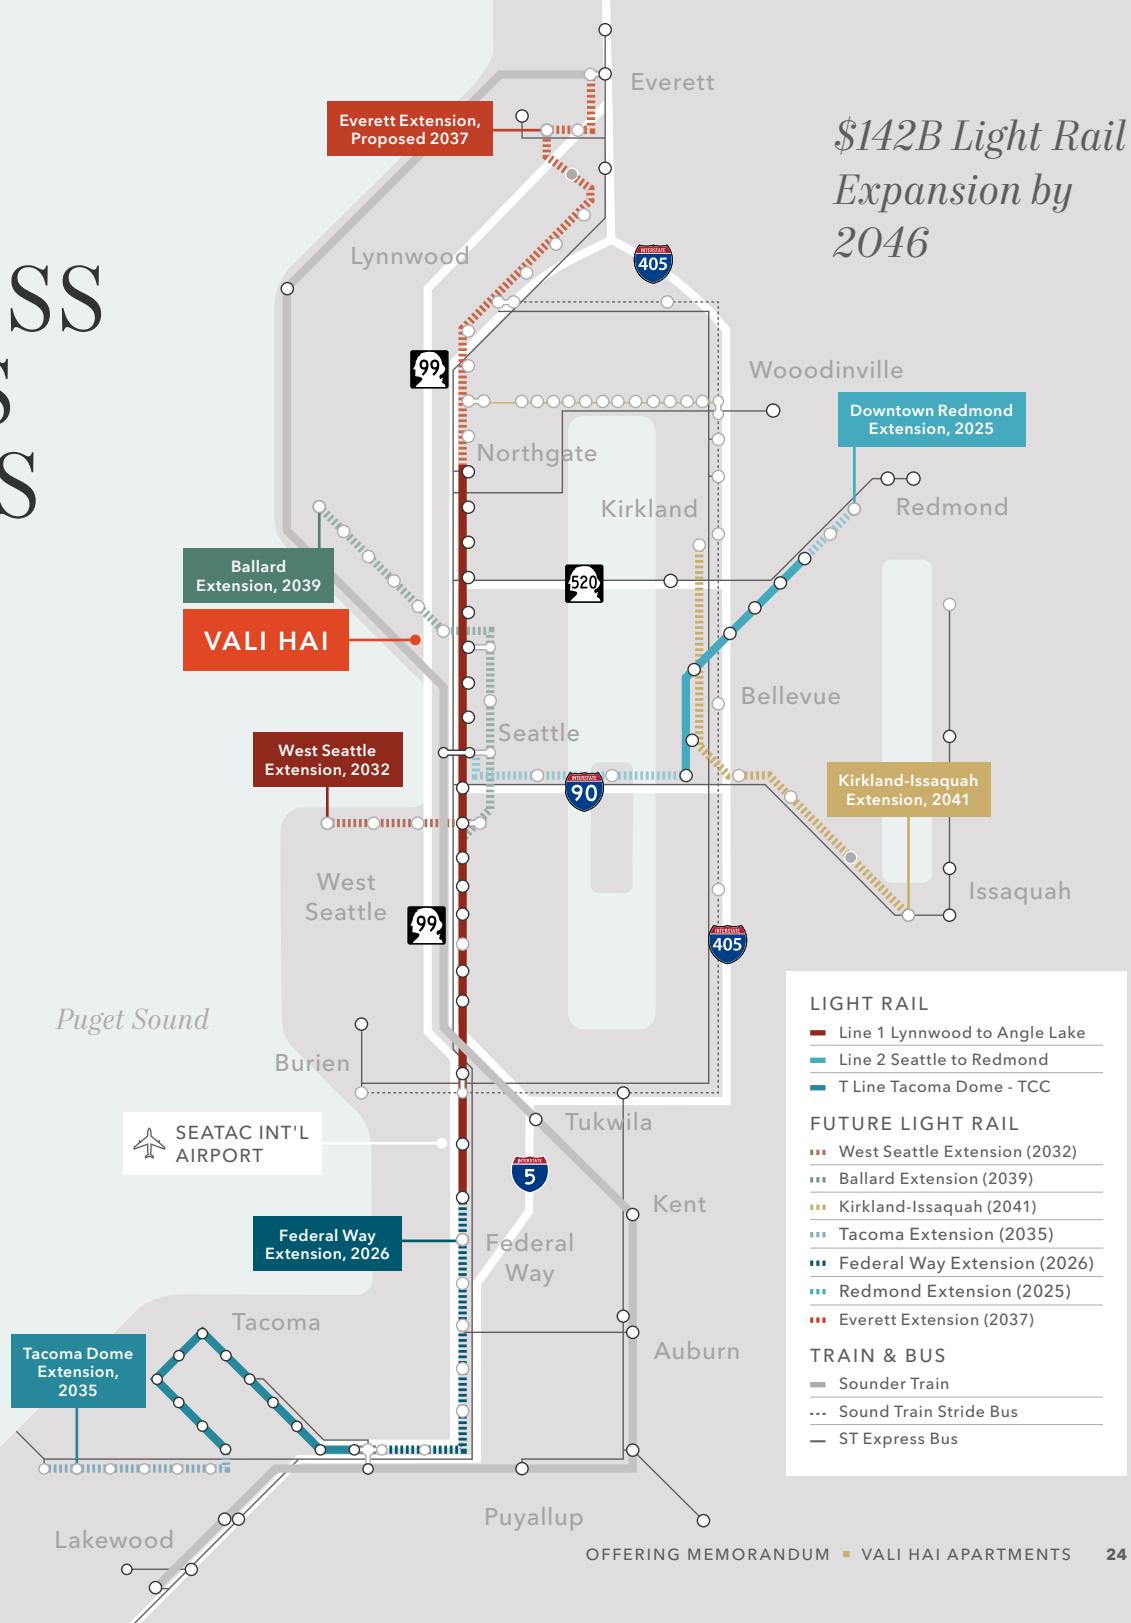 SS
S
S
$142B Light Rail
Expansion by
2046
Everett
Everett Extension,
Proposed 2037
Lynnwood
INTERSTATE
405
99
Wooodinville
Downtown Redmond
Extension, 2025
Northgate
Kirkland
Redmond
Ballard
Extension, 2039
520
VALI HAI
Bellevue
Seattle
West Seattle
Extension, 2032
INTERSTATE
90
Kirkland-Issaquah
Extension, 2041
West
Seattle
Issaquah
99
INTERSTATE
405
Puget Sound
Burien
Tukwila
SEATAC INT'L
AIRPORT
INTERSTATE
5
Kent
Federal Way
Extension, 2026
Federal
Way
Tacoma
Tacoma Dome
Extension,
2035
Auburn
Puyallup
Lakewood
LIGHT RAIL
Line 1 Lynnwood to Angle Lake
Line 2 Seattle to Redmond
T Line Tacoma Dome - TCC
FUTURE LIGHT RAIL
West Seattle Extension (2032)
Ballard Extension (2039)
Kirkland-Issaquah (2041)
Tacoma Extension (2035)
Federal Way Extension (2026)
Redmond Extension (2025)
Everett Extension (2037)
TRAIN & BUS
Sounder Train
Sound Train Stride Bus
ST Express Bus
OFFERING MEMORANDUM ▪ VALI HAI APARTMENTS 24